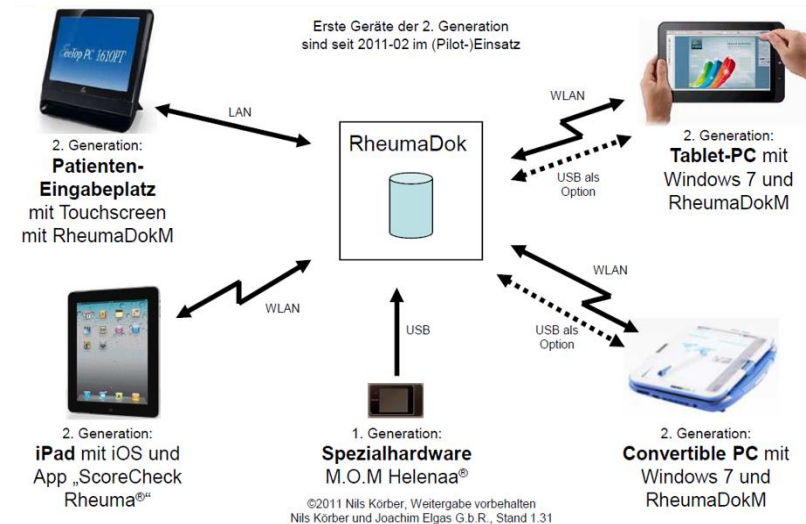 Erste Geräte der 2. Generation
sind seit 2011-02 im (Pilot-)Einsatz
SeeTop PC 1610PT
LAN
WLAN
RheumaDok
2. Generation:
Patienten-
Eingabeplatz
mit Touchscreen
mit RheumaDokM
USB als
Option
2. Generation:
Tablet-PC mit
Windows 7 und
RheumaDokM
WLAN
USB
WLAN
USB als
Option
2. Generation:
iPad mit iOS und
App „ScoreCheck
Rheuma®“
1. Generation:
Spezialhardware
M.O.M Helenaa®
2. Generation:
Convertible PC mit
Windows 7 und
RheumaDokM
©2011 Nils Körber, Weitergabe vorbehalten
Nils Körber und Joachim Elgas G.b.R., Stand 1.31